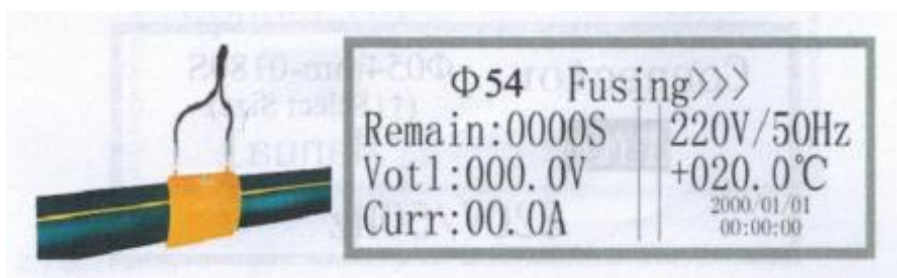 Φ54 Fusing>>>
Remain:0000S
Votl:000.0V
Curr:00.0A
220V/50Hz
+020.0℃
2000/01/01
00:00:00